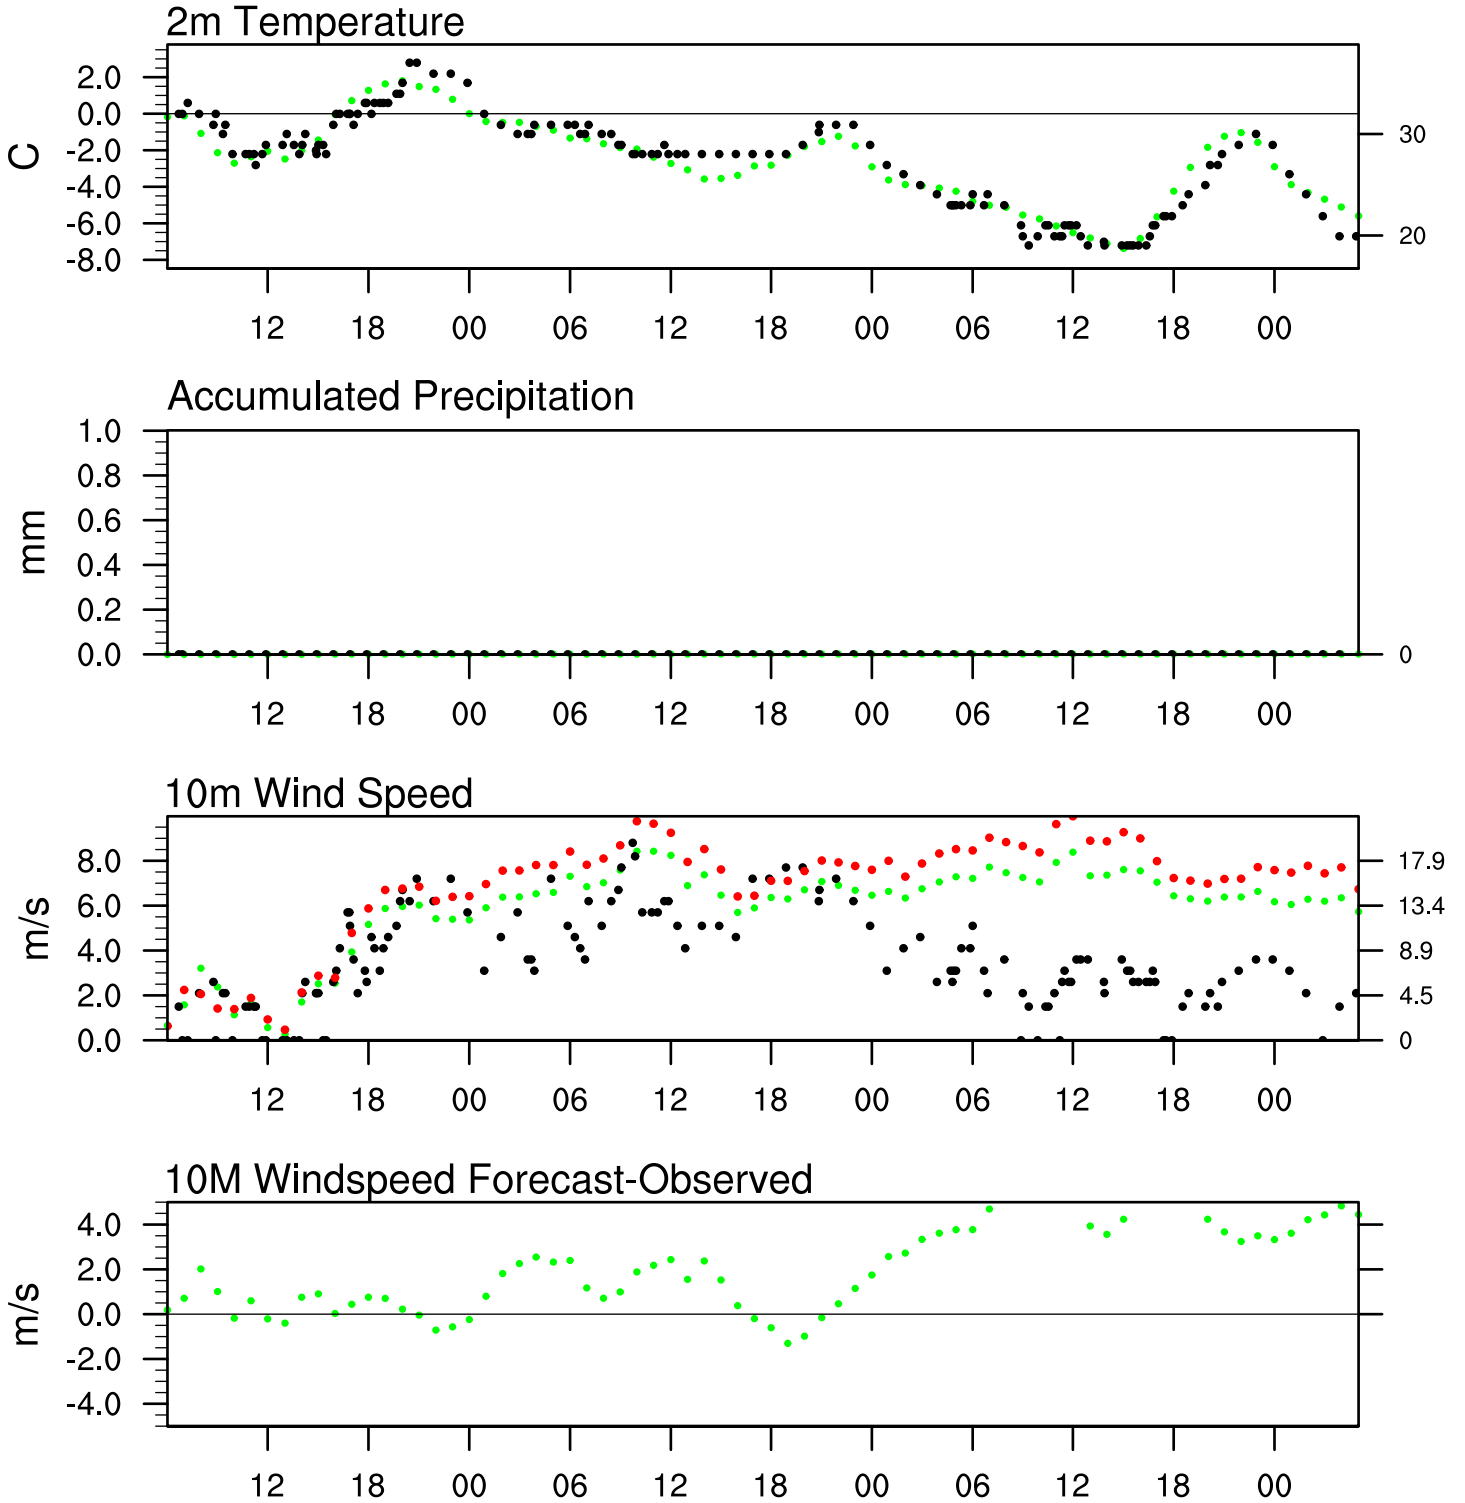 2m Temperature
2.0
0.0
-2.0
-4.0
-6.0
-8.0
C
30
20
12 18 00 06 12 18 00 06 12 18 00
Accumulated Precipitation
1.0
0.8
0.6
0.4
0.2
0.0
mm
0
12 18 00 06 12 18 00 06 12 18 00
10m Wind Speed
8.0
6.0
4.0
2.0
0.0
m/s
17.9
13.4
8.9
4.5
0
12 18 00 06 12 18 00 06 12 18 00
10M Windspeed Forecast-Observed
4.0
2.0
0.0
-2.0
-4.0
m/s
12 18 00 06 12 18 00 06 12 18 00